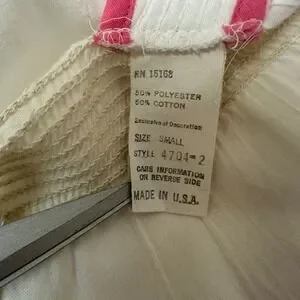 RN 15168
50% POLYESTER
50% COTTON
Exclusive of Decoration
SIZE SMALL
STYLE 4704-2
CARE INFORMATION
ON REVERSE SIDE
MADE IN U.S.A.